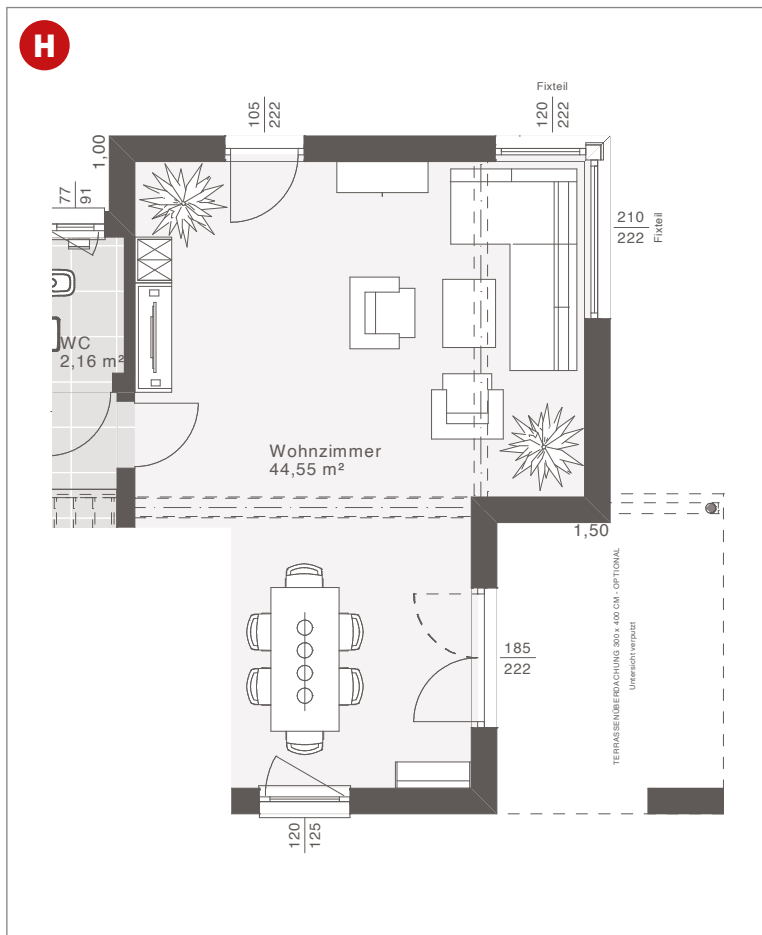 H
Fixteil
105
222
120
222
1,00
77
91
210
222
Fixteil
WC
2,16 m²
Wohnzimmer
44,55 m²
1,50
TERRASSENÜBERDACHUNG 300 x 400 CM - OPTIONAL
Untersicht verputzt
185
222
120
125